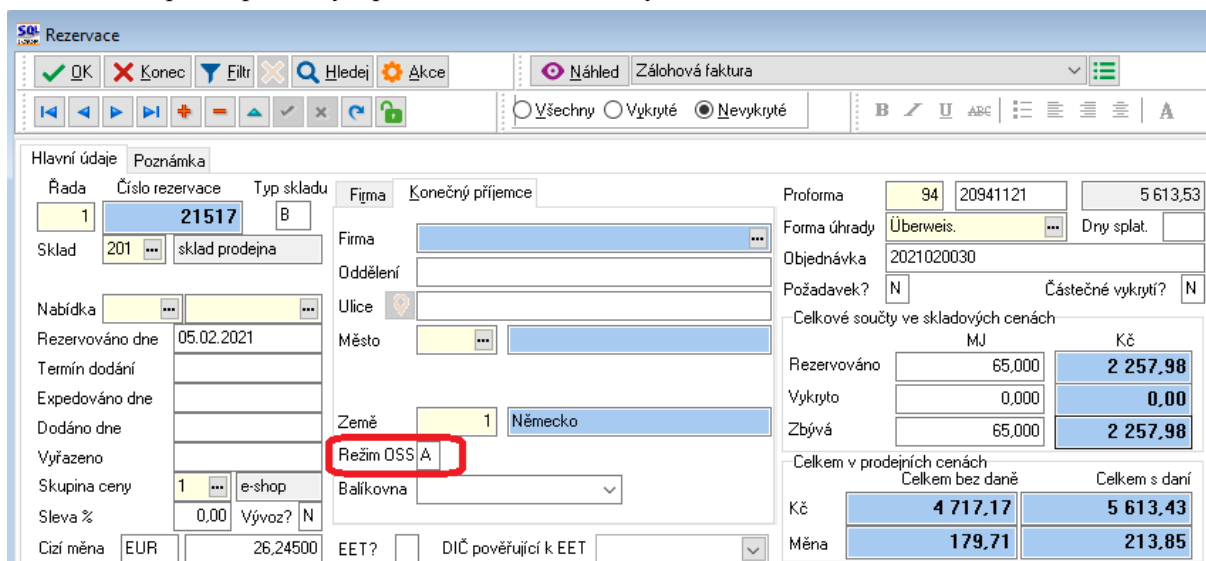 Rezervace
OK Konec Filtr Hledej Akce Náhled Zálohová faktura
Všechny Vykryté Nevykryté B I U ABC A
Hlavní údaje Poznámka
Řada Číslo rezervace Typ skladu
1 21517 B
Sklad 201 ... sklad prodejna
Nabídka ... ...
Rezervováno dne 05.02.2021
Termín dodání
Expedováno dne
Dodáno dne
Vyřazeno
Skupina ceny 1 ... e-shop
Sleva % 0,00 Vývoz? N
Cizí měna EUR 26,24500
Firma Konečný příjemce
Firma ...
Oddělení
Ulice
Město ...
Země 1 Německo
Režim OSS A
Balíkovna
EET? DIČ pověřující k EET
Proforma 94 20941121 5 613,53
Forma úhrady Überweis. ... Dny splat.
Objednávka 2021020030
Požadavek? N Částečné vykrytí? N
Celkové součty ve skladových cenách
MJ Kč
Rezervováno 65,000 2 257,98
Vykryto 0,000 0,00
Zbývá 65,000 2 257,98
Celkem v prodejních cenách
Celkem bez daně Celkem s daní
Kč 4 717,17 5 613,43
Měna 179,71 213,85